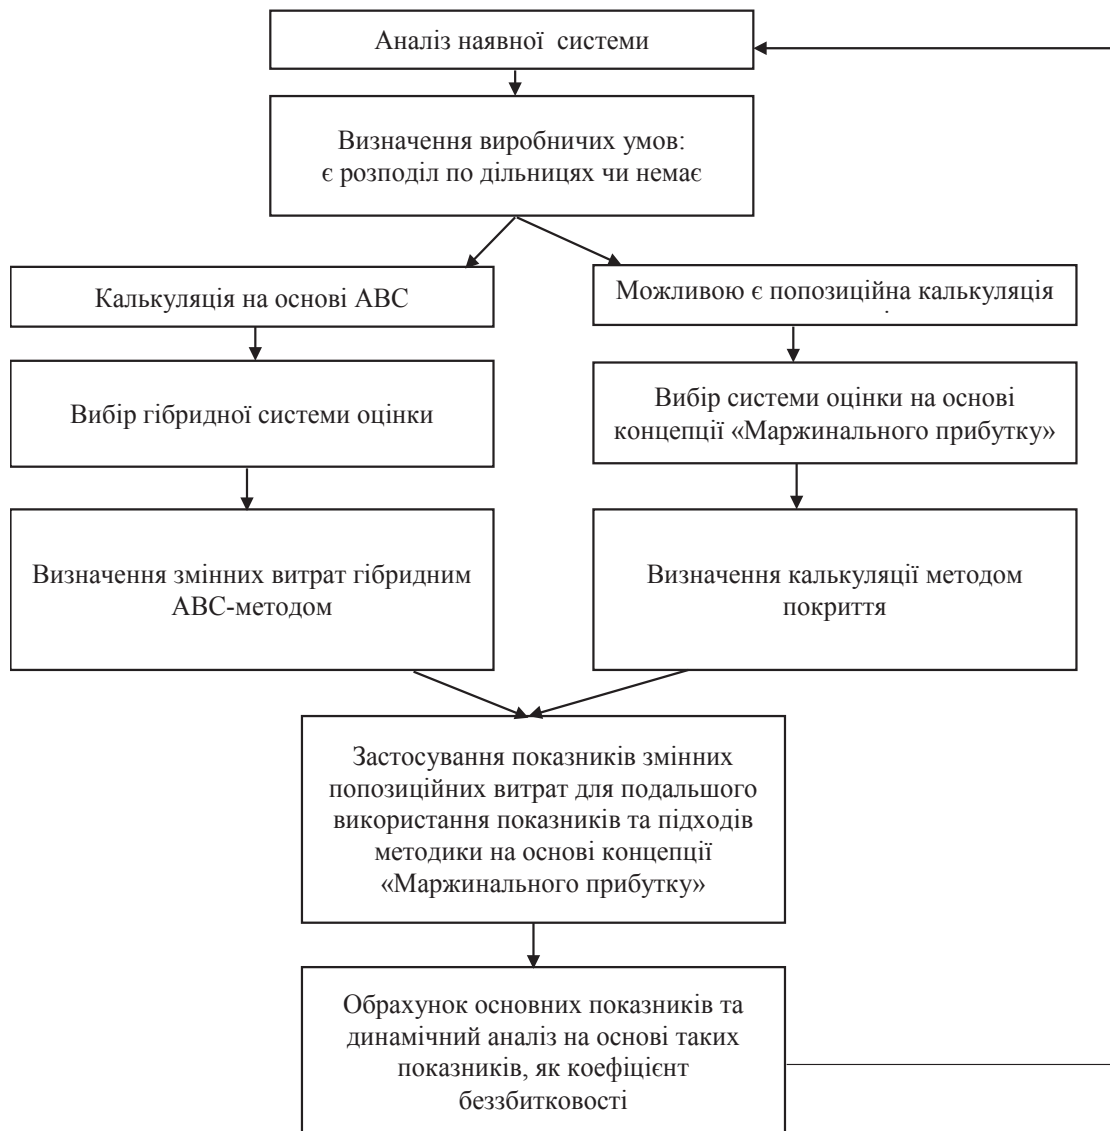 Аналіз наявної системи
Визначення виробничих умов:
є розподіл по дільницях чи немає
Калькуляція на основі АВС
Можливою є попозиційна калькуляція
Вибір гібридної системи оцінки
Вибір системи оцінки на основі
концепції «Маржинального прибутку»
Визначення змінних витрат гібридним
АВС-методом
Визначення калькуляції методом
покриття
Застосування показників змінних
попозиційних витрат для подальшого
використання показників та підходів
методики на основі концепції
«Маржинального прибутку»
Обрахунок основних показників та
динамічний аналіз на основі таких
показників, як коефіцієнт
беззбитковості